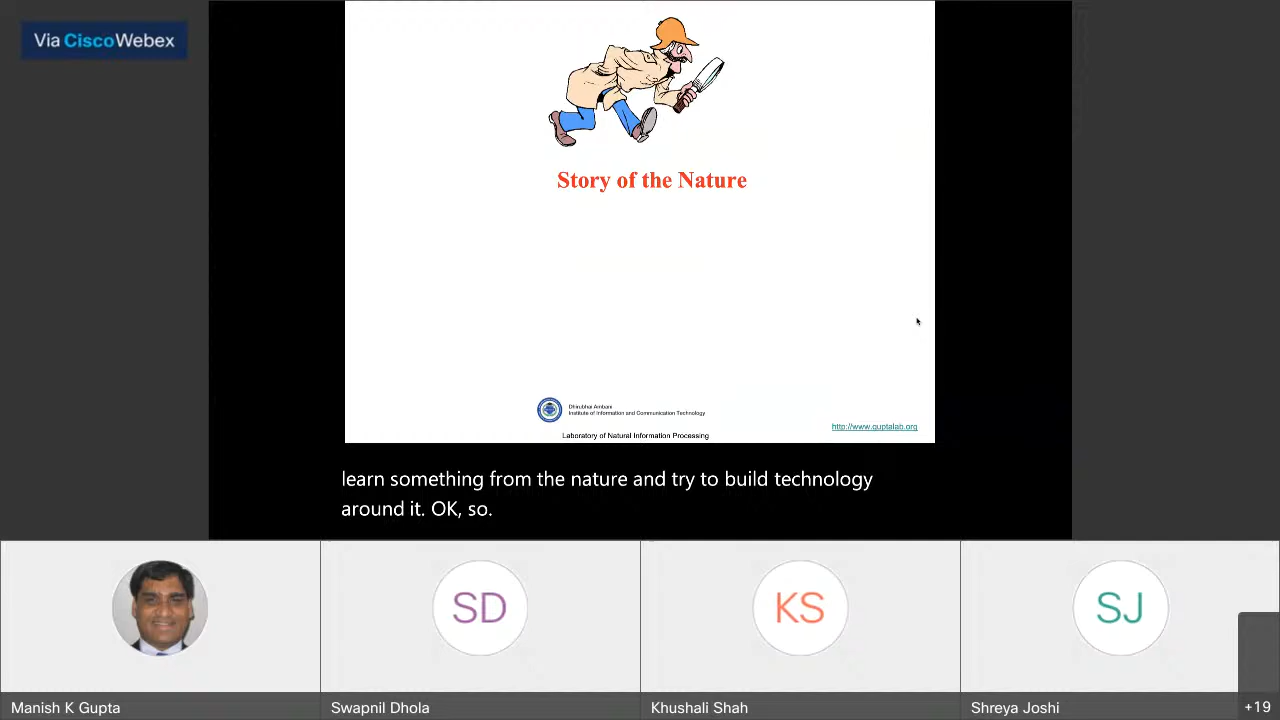 Via Cisco Webex
Story of the Nature
Dhirubhai Ambani
Institute of Information and Communication Technology
http://www.guptalab.org
Laboratory of Natural Information Processing
learn something from the nature and try to build technology
around it. OK, so.
SD
KS
SJ
Manish K Gupta
Swapnil Dhola
Khushali Shah
Shreya Joshi
+19